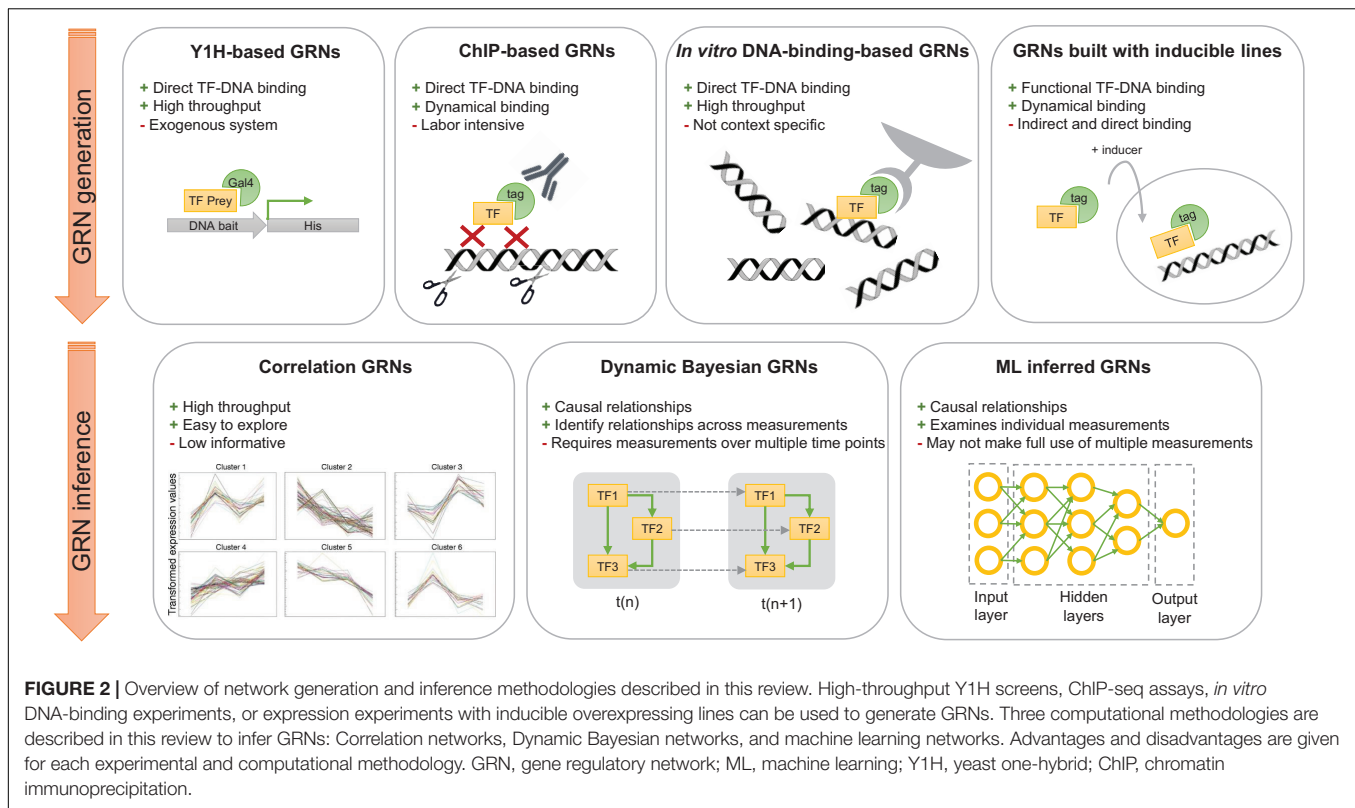 GRN generation
Y1H-based GRNs
+ Direct TF-DNA binding
+ High throughput
- Exogenous system
Gal4
TF Prey
DNA bait
His
ChIP-based GRNs
+ Direct TF-DNA binding
+ Dynamical binding
- Labor intensive
tag
TF
In vitro DNA-binding-based GRNs
+ Direct TF-DNA binding
+ High throughput
- Not context specific
tag
TF
GRNs built with inducible lines
+ Functional TF-DNA binding
+ Dynamical binding
- Indirect and direct binding
+ inducer
tag
TF
tag
TF
GRN inference
Correlation GRNs
+ High throughput
+ Easy to explore
- Low informative
Transformed expression values
Cluster 1
Cluster 2
Cluster 3
Cluster 4
Cluster 5
Cluster 6
Dynamic Bayesian GRNs
+ Causal relationships
+ Identify relationships across measurements
- Requires measurements over multiple time points
TF1
TF2
TF3
t(n)
TF1
TF2
TF3
t(n+1)
ML inferred GRNs
+ Causal relationships
+ Examines individual measurements
- May not make full use of multiple measurements
Input
layer
Hidden
layers
Output
layer
FIGURE 2 | Overview of network generation and inference methodologies described in this review. High-throughput Y1H screens, ChIP-seq assays, in vitro
DNA-binding experiments, or expression experiments with inducible overexpressing lines can be used to generate GRNs. Three computational methodologies are
described in this review to infer GRNs: Correlation networks, Dynamic Bayesian networks, and machine learning networks. Advantages and disadvantages are given
for each experimental and computational methodology. GRN, gene regulatory network; ML, machine learning; Y1H, yeast one-hybrid; ChIP, chromatin
immunoprecipitation.